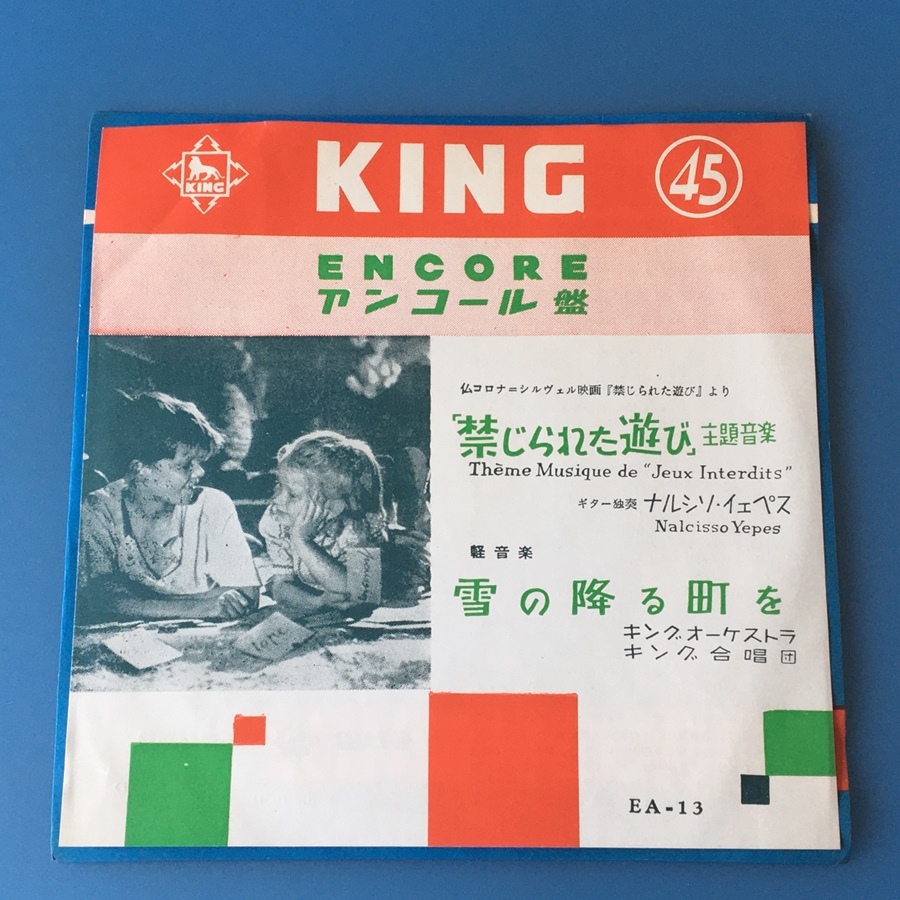 KING
KING
45
ENCORE
アンコール盤
仏コロナ=シルヴェル映画『禁じられた遊び』より
「禁じられた遊び」主題音楽
Thème Musique de "Jeux Interdits"
ギター独奏 ナルシソ・イェペス
Nalcisso Yepes
軽音楽
雪の降る町を
キングオーケストラ
キング合唱団
EA-13